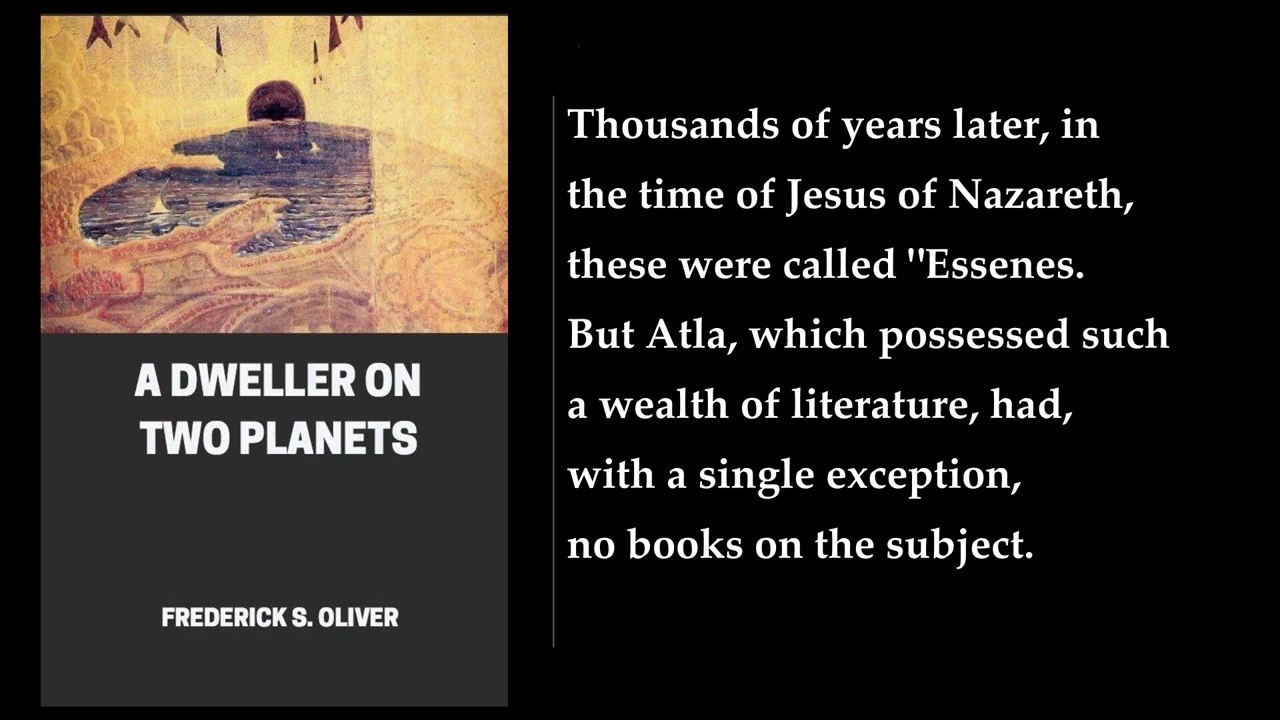 A DWELLER ON
TWO PLANETS
FREDERICK S. OLIVER
Thousands of years later, in
the time of Jesus of Nazareth,
these were called "Essenes.
But Atla, which possessed such
a wealth of literature, had,
with a single exception,
no books on the subject.